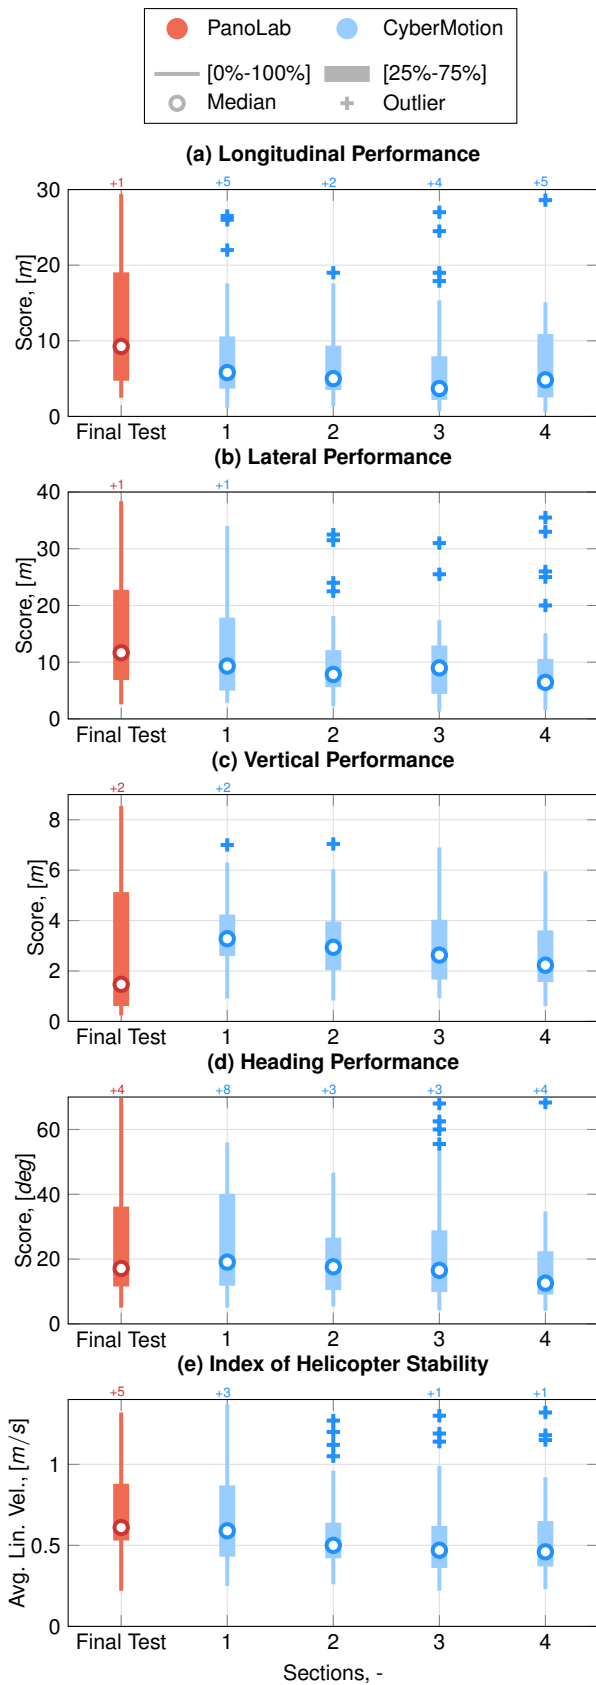 PanoLab CyberMotion
[0%-100%] [25%-75%]
Median Outlier
(a) Longitudinal Performance
+1 +5 +2 +4 +5
30
20
10
0
Score, [m]
Final Test 1 2 3 4
(b) Lateral Performance
+1 +1
40
30
20
10
0
Score, [m]
Final Test 1 2 3 4
(c) Vertical Performance
+2 +2
8
6
4
2
0
Score, [m]
Final Test 1 2 3 4
(d) Heading Performance
+4 +8 +3 +3 +4
60
40
20
0
Score, [deg]
Final Test 1 2 3 4
(e) Index of Helicopter Stability
+5 +3 +1 +1
1
0.5
0
Avg. Lin. Vel., [m/s]
Final Test 1 2 3 4
Sections, -